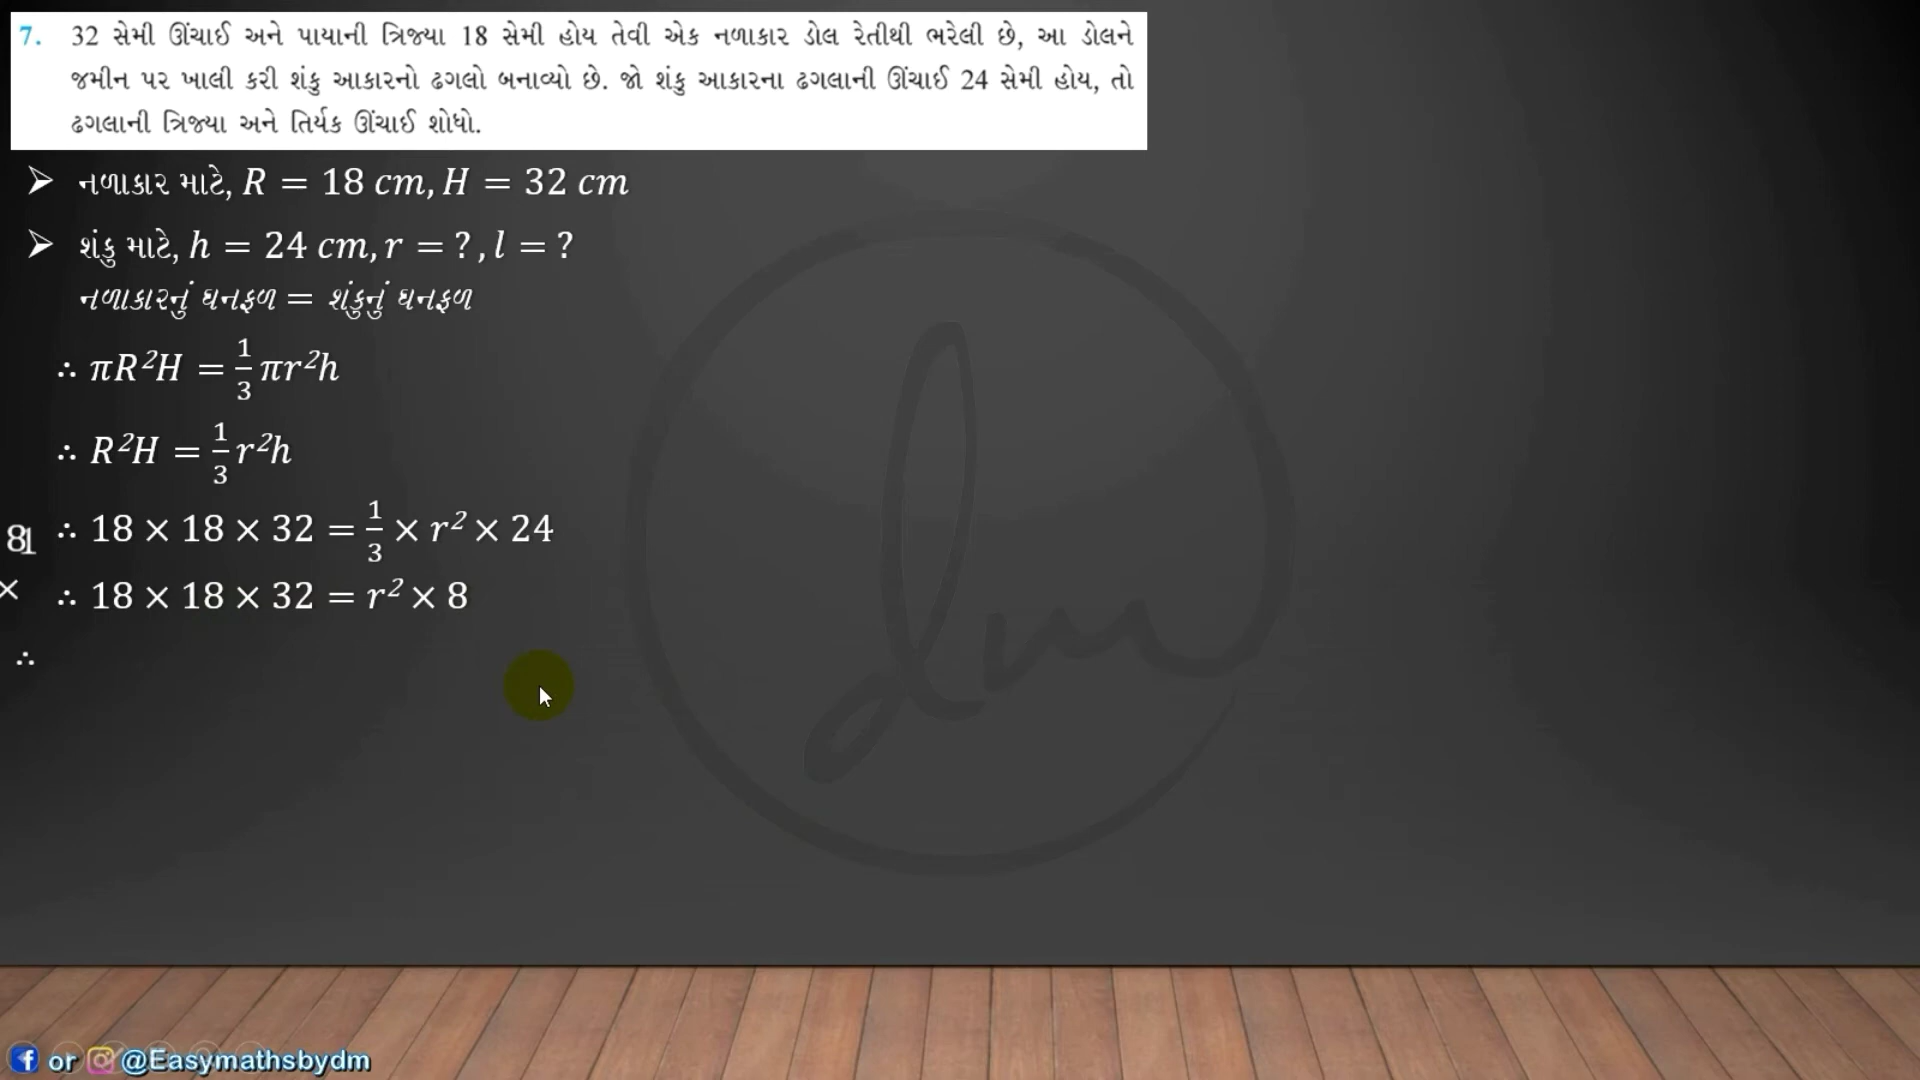 7. 32 સેમી ઊંચાઈ અને પાયાની ત્રિજ્યા 18 સેમી હોય તેવી એક નળાકાર ડોલ રેતીથી ભરેલી છે, આ ડોલને
જમીન પર ખાલી કરી શંકુ આકારનો ઢગલો બનાવ્યો છે. જો શંકુ આકારના ઢગલાની ઊંચાઈ 24 સેમી હોય, તો
ઢગલાની ત્રિજ્યા અને તિર્યક ઊંચાઈ શોધો.
➢ નળાકાર માટે, R = 18 cm, H = 32 cm
➢ શંકુ માટે, h = 24 cm, r = ? , l = ?
નળાકારનું ઘનફળ = શંકુનું ઘનફળ
∴ πR²H = 1/3 πr²h
∴ R²H = 1/3 r²h
∴ 18 × 18 × 32 = 1/3 × r² × 24
∴ 18 × 18 × 32 = r² × 8
∴
dm
or @Easymathsbydm